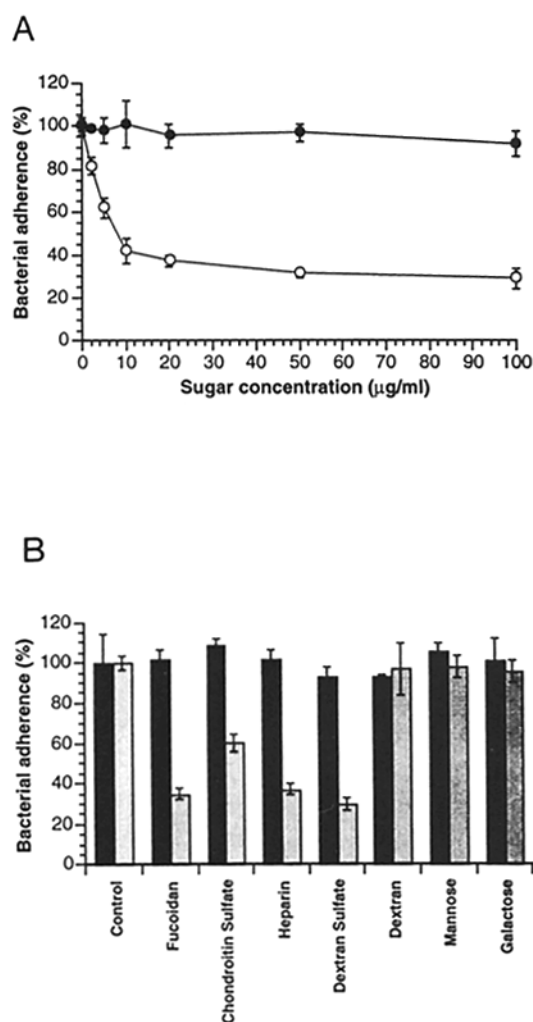 A
120
100
80
60
40
20
0
Bacterial adherence (%)
0 10 20 30 40 50 60 70 80 90 100
Sugar concentration (μg/ml)
B
120
100
80
60
40
20
0
Bacterial adherence (%)
Control
Fucoidan
Chondroitin Sulfate
Heparin
Dextran Sulfate
Dextran
Mannose
Galactose